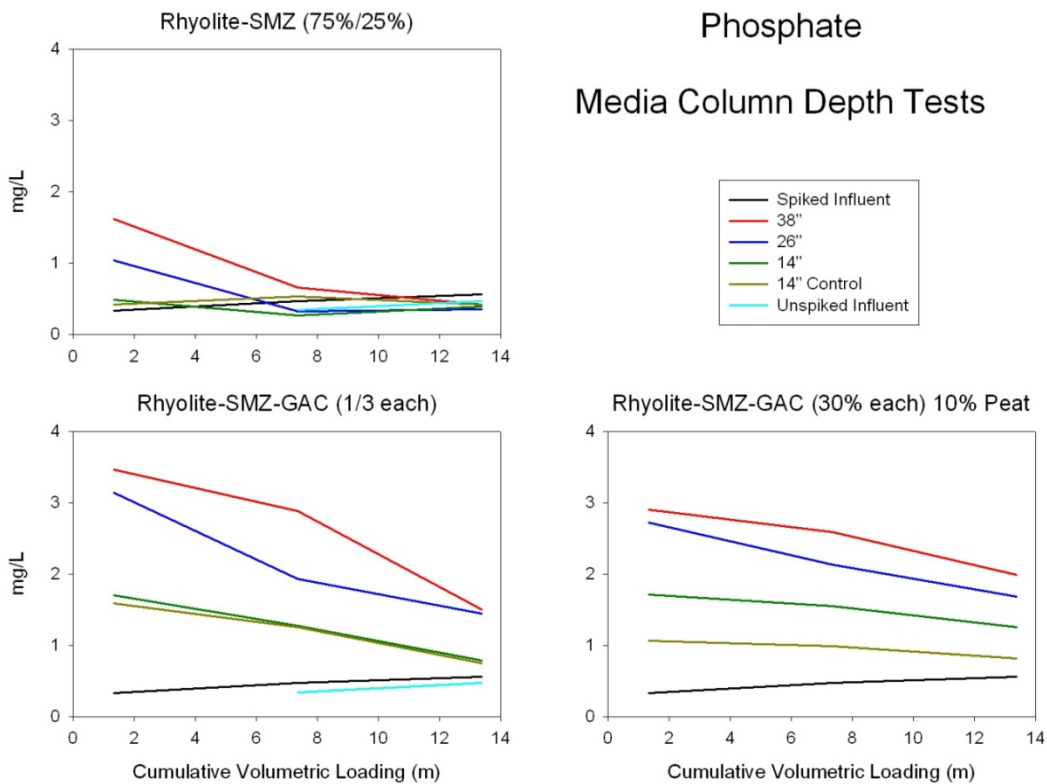 Rhyolite-SMZ (75%/25%)
Phosphate
Media Column Depth Tests
mg/L
4
3
2
1
0
0 2 4 6 8 10 12 14
Spiked Influent
38"
26"
14"
14" Control
Unspiked Influent
Rhyolite-SMZ-GAC (1/3 each)
mg/L
4
3
2
1
0
0 2 4 6 8 10 12 14
Cumulative Volumetric Loading (m)
Rhyolite-SMZ-GAC (30% each) 10% Peat
4
3
2
1
0
0 2 4 6 8 10 12 14
Cumulative Volumetric Loading (m)